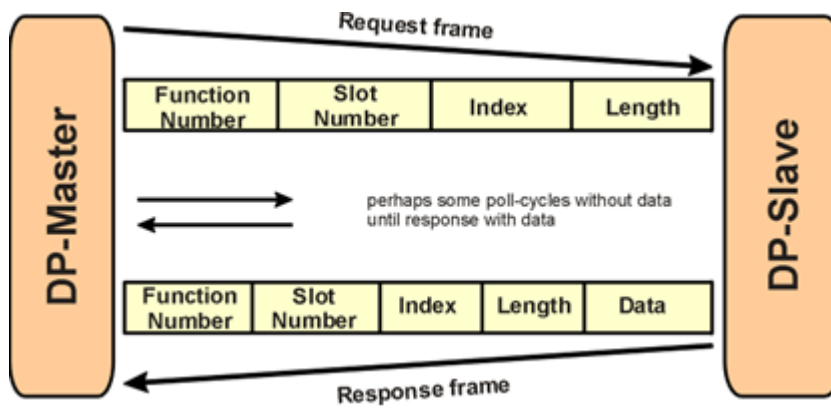 DP-Master
Request frame
Function Number
Slot Number
Index
Length
perhaps some poll-cycles without data
until response with data
Function Number
Slot Number
Index
Length
Data
Response frame
DP-Slave